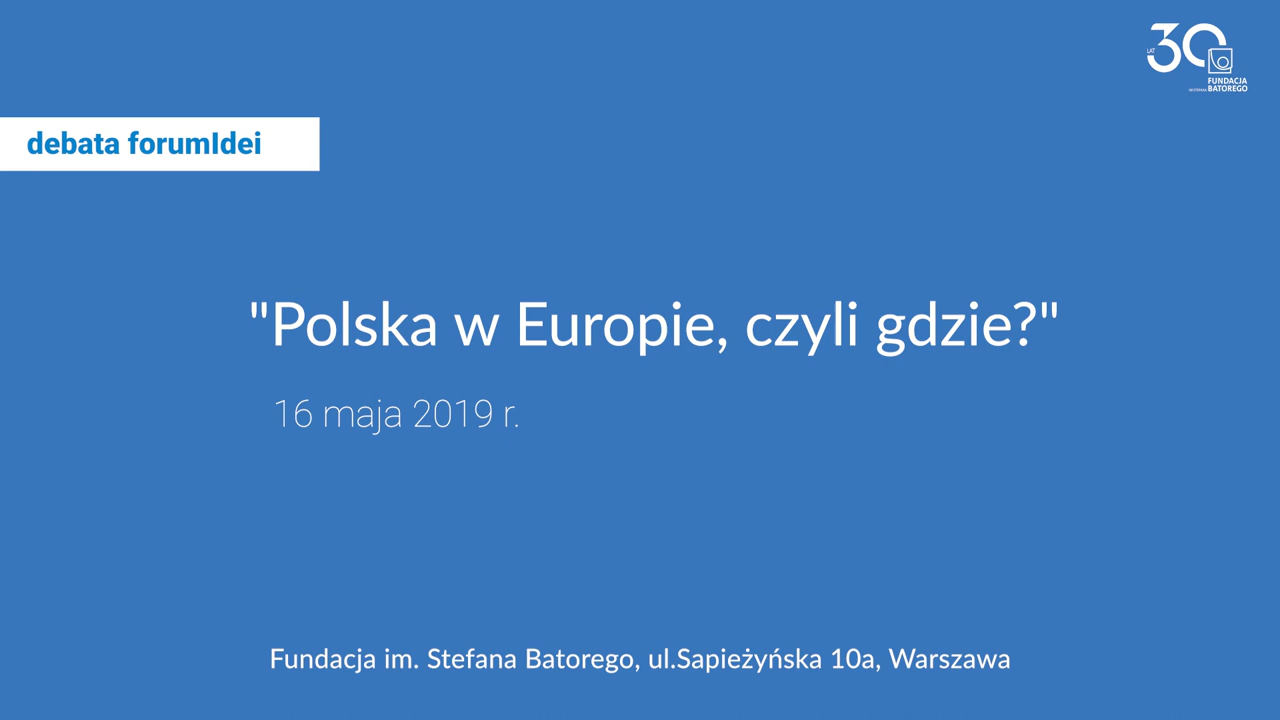 30
LAT
FUNDACJA
BATOREGO
debata forumIdei
"Polska w Europie, czyli gdzie?"
16 maja 2019 r.
Fundacja im. Stefana Batorego, ul.Sapieżyńska 10a, Warszawa